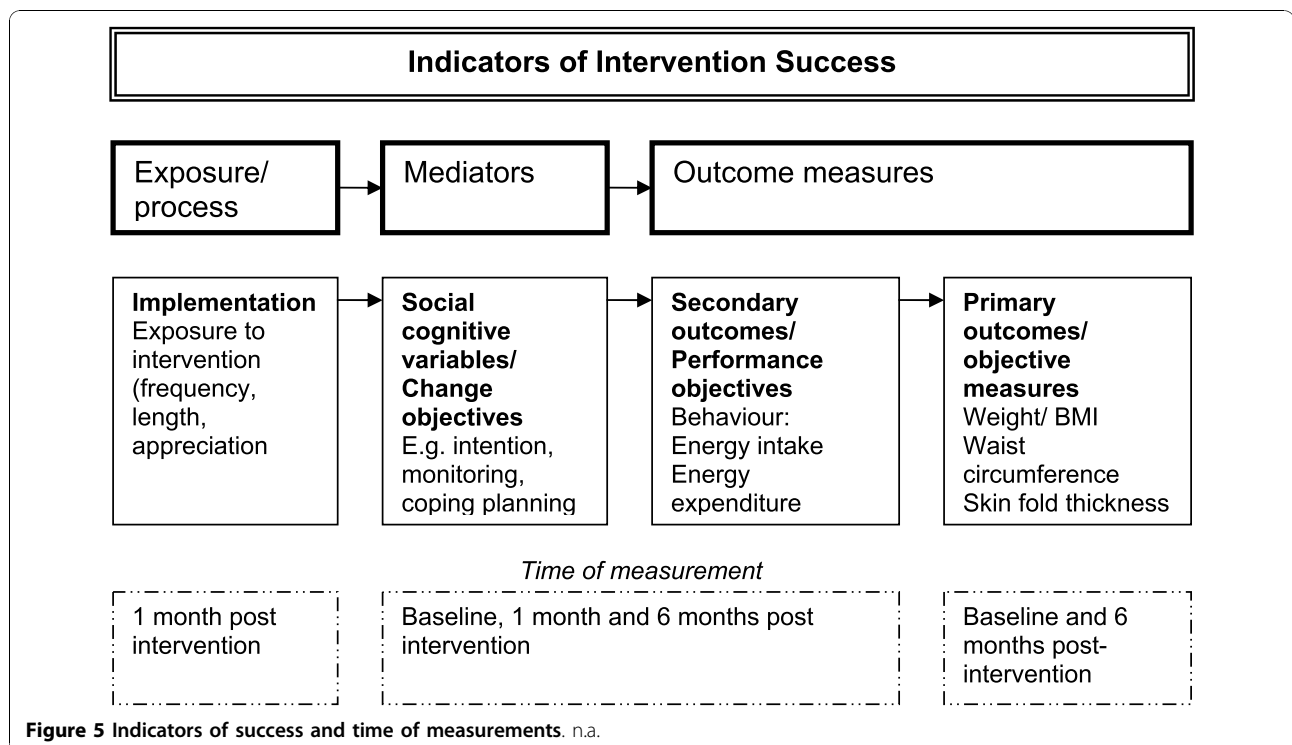 Indicators of Intervention Success
Exposure/
process
Mediators
Outcome measures
Implementation
Exposure to
intervention
(frequency,
length,
appreciation
Social
cognitive
variables/
Change
objectives
E.g. intention,
monitoring,
coping planning
Secondary
outcomes/
Performance
objectives
Behaviour:
Energy intake
Energy
expenditure
Primary
outcomes/
objective
measures
Weight/ BMI
Waist
circumference
Skin fold thickness
Time of measurement
1 month post
intervention
Baseline, 1 month and 6 months post
intervention
Baseline and 6
months post-
intervention
Figure 5 Indicators of success and time of measurements. n.a.